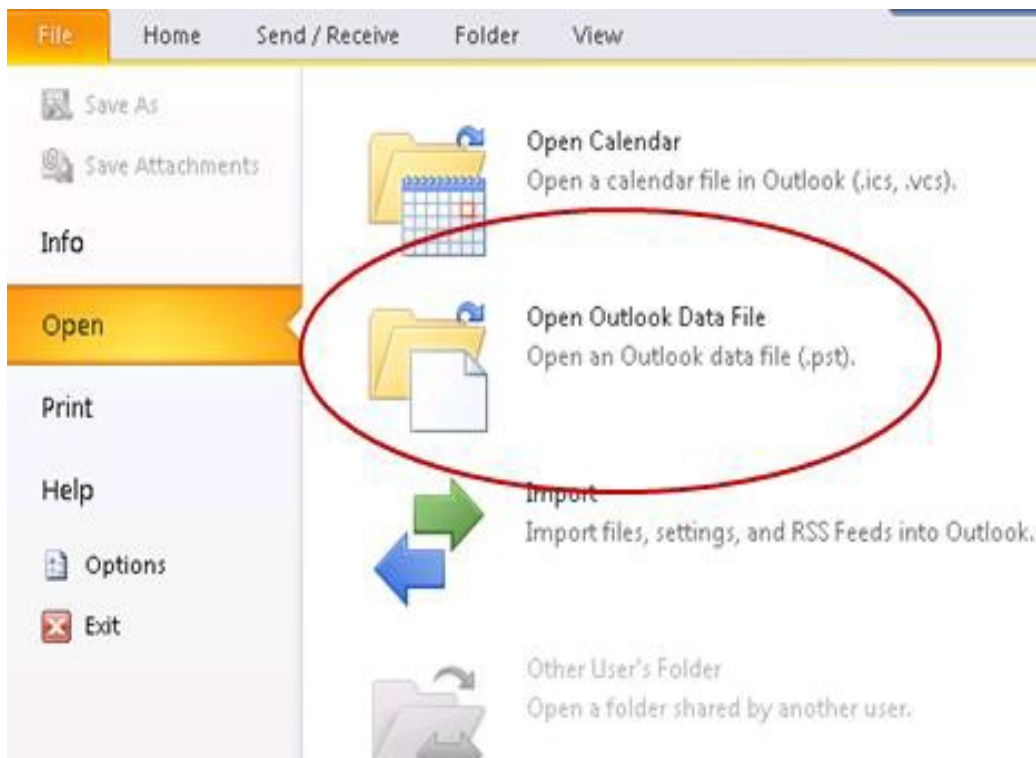 File Home Send / Receive Folder View
Save As
Save Attachments
Info
Open
Print
Help
Options
Exit
Open Calendar
Open a calendar file in Outlook (.ics, .vcs).
Open Outlook Data File
Open an Outlook data file (.pst).
Import
Import files, settings, and RSS Feeds into Outlook.
Other User's Folder
Open a folder shared by another user.